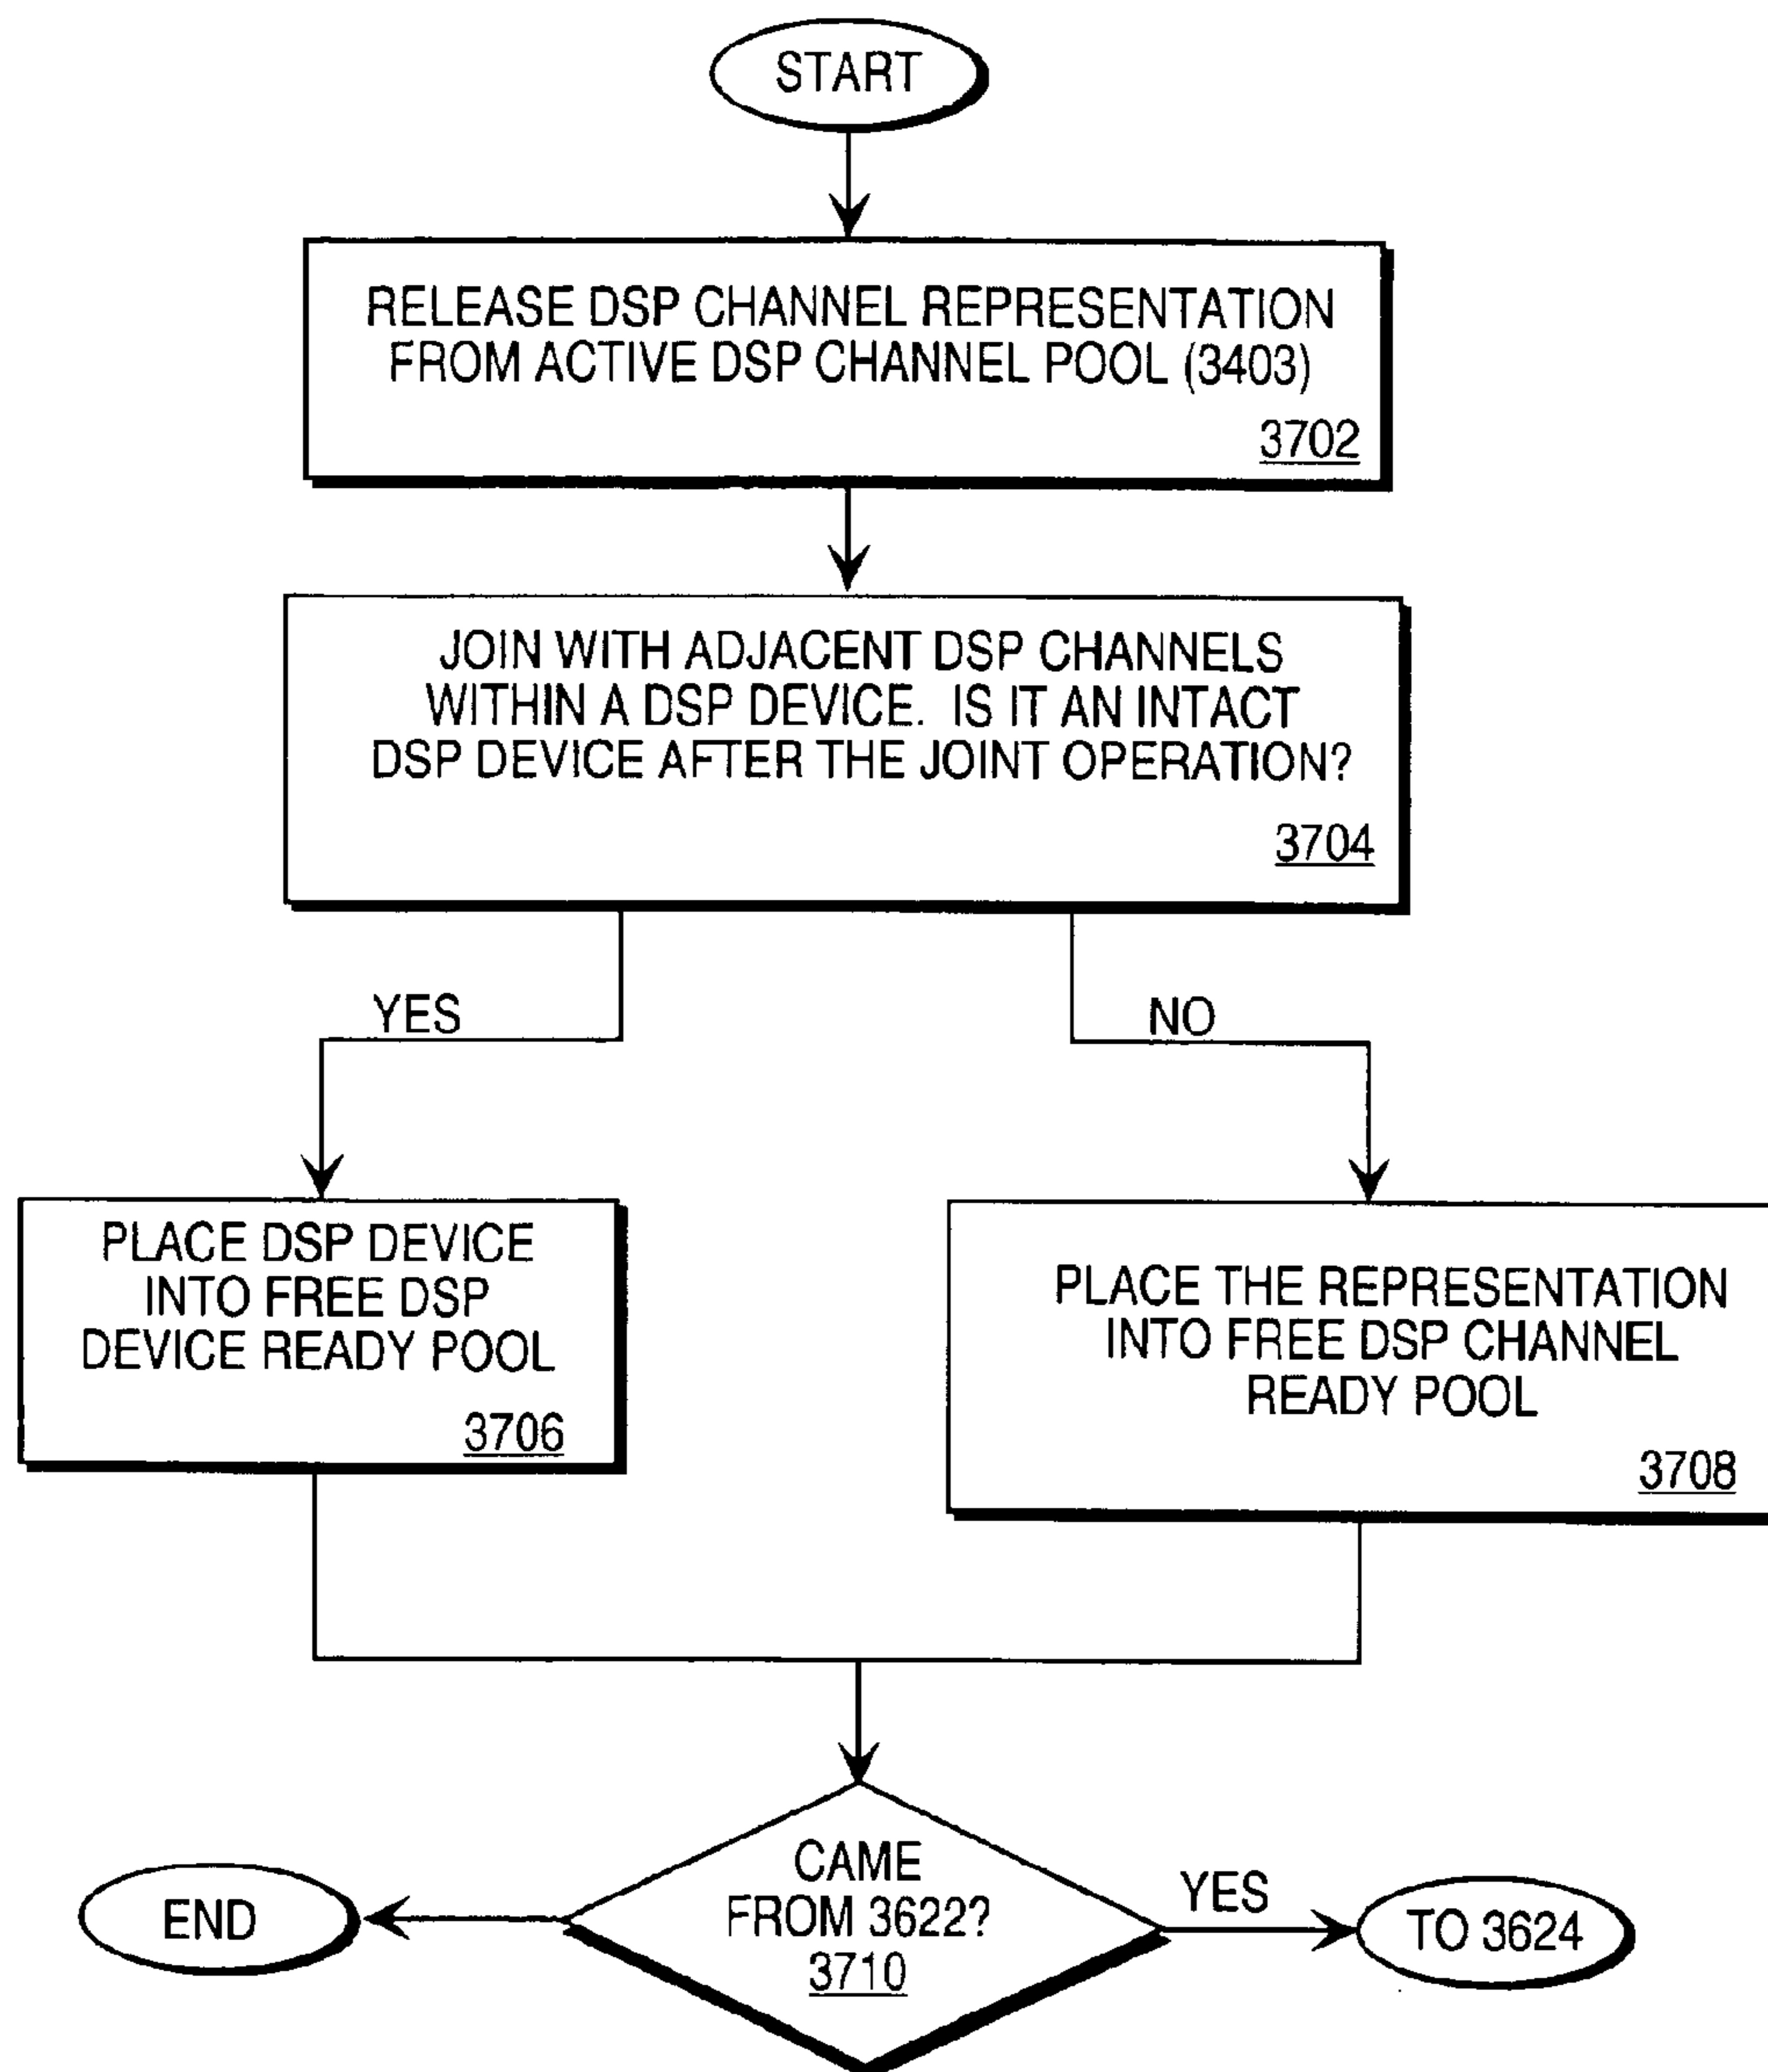 START
RELEASE DSP CHANNEL REPRESENTATION
FROM ACTIVE DSP CHANNEL POOL (3403)
3702
JOIN WITH ADJACENT DSP CHANNELS
WITHIN A DSP DEVICE. IS IT AN INTACT
DSP DEVICE AFTER THE JOINT OPERATION?
3704
YES
NO
PLACE DSP DEVICE
INTO FREE DSP
DEVICE READY POOL
3706
PLACE THE REPRESENTATION
INTO FREE DSP CHANNEL
READY POOL
3708
CAME
FROM 3622?
3710
END
YES
TO 3624